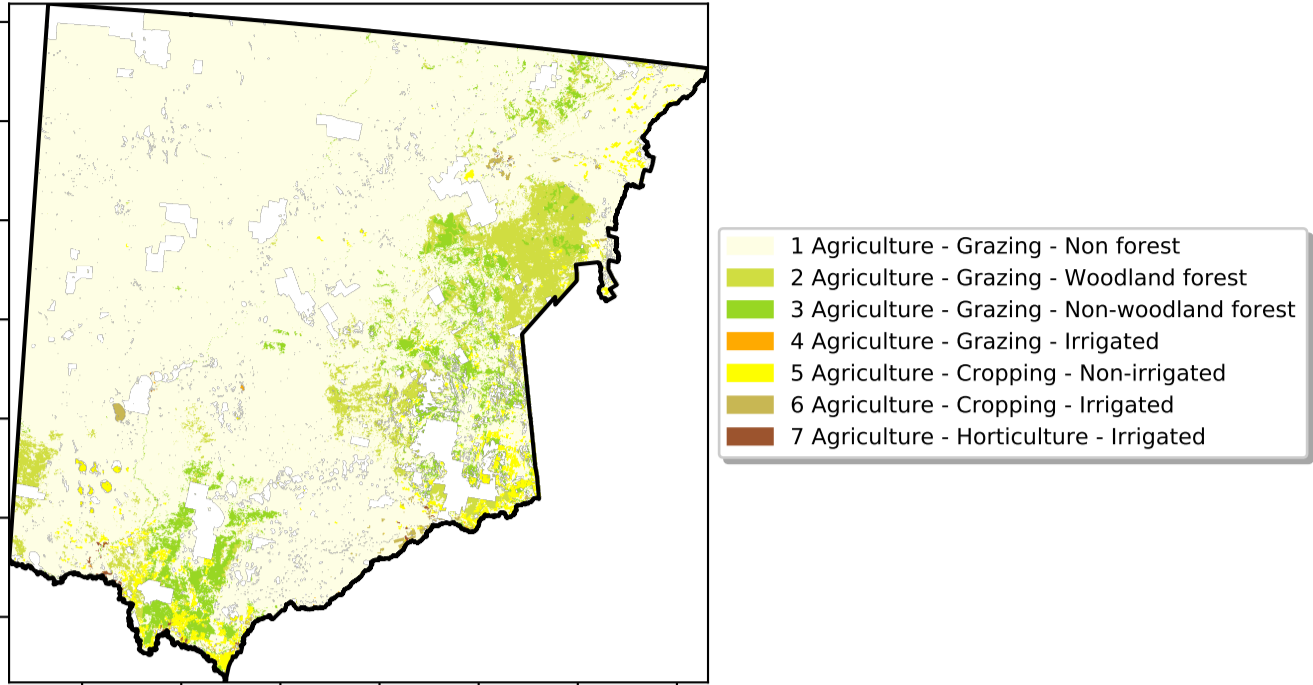 1 Agriculture - Grazing - Non forest
2 Agriculture - Grazing - Woodland forest
3 Agriculture - Grazing - Non-woodland forest
4 Agriculture - Grazing - Irrigated
5 Agriculture - Cropping - Non-irrigated
6 Agriculture - Cropping - Irrigated
7 Agriculture - Horticulture - Irrigated